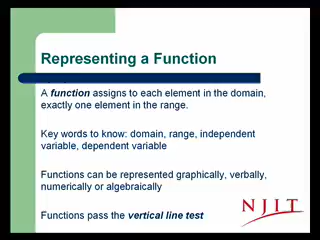 Representing a Function
A function assigns to each element in the domain,
exactly one element in the range.
Key words to know: domain, range, independent
variable, dependent variable
Functions can be represented graphically, verbally,
numerically or algebraically
Functions pass the vertical line test
NJIT